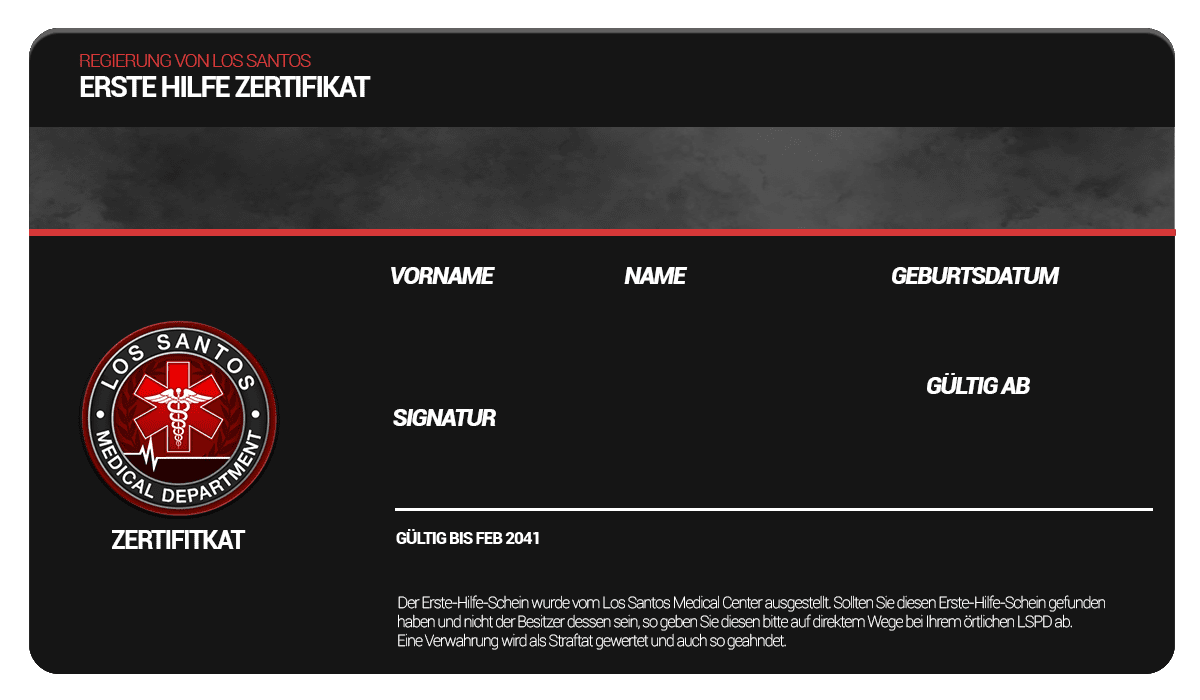 REGIERUNG VON LOS SANTOS
ERSTE HILFE ZERTIFIKAT
VORNAME NAME GEBURTSDATUM
LOS SANTOS
MEDICAL DEPARTMENT
GÜLTIG AB
SIGNATUR
ZERTIFITKAT
GÜLTIG BIS FEB 2041
Der Erste-Hilfe-Schein wurde vom Los Santos Medical Center ausgestellt. Sollten Sie diesen Erste-Hilfe-Schein gefunden
haben und nicht der Besitzer dessen sein, so geben Sie diesen bitte auf direktem Wege bei Ihrem örtlichen LSPD ab.
Eine Verwahrung wird als Straftat gewertet und auch so geahndet.